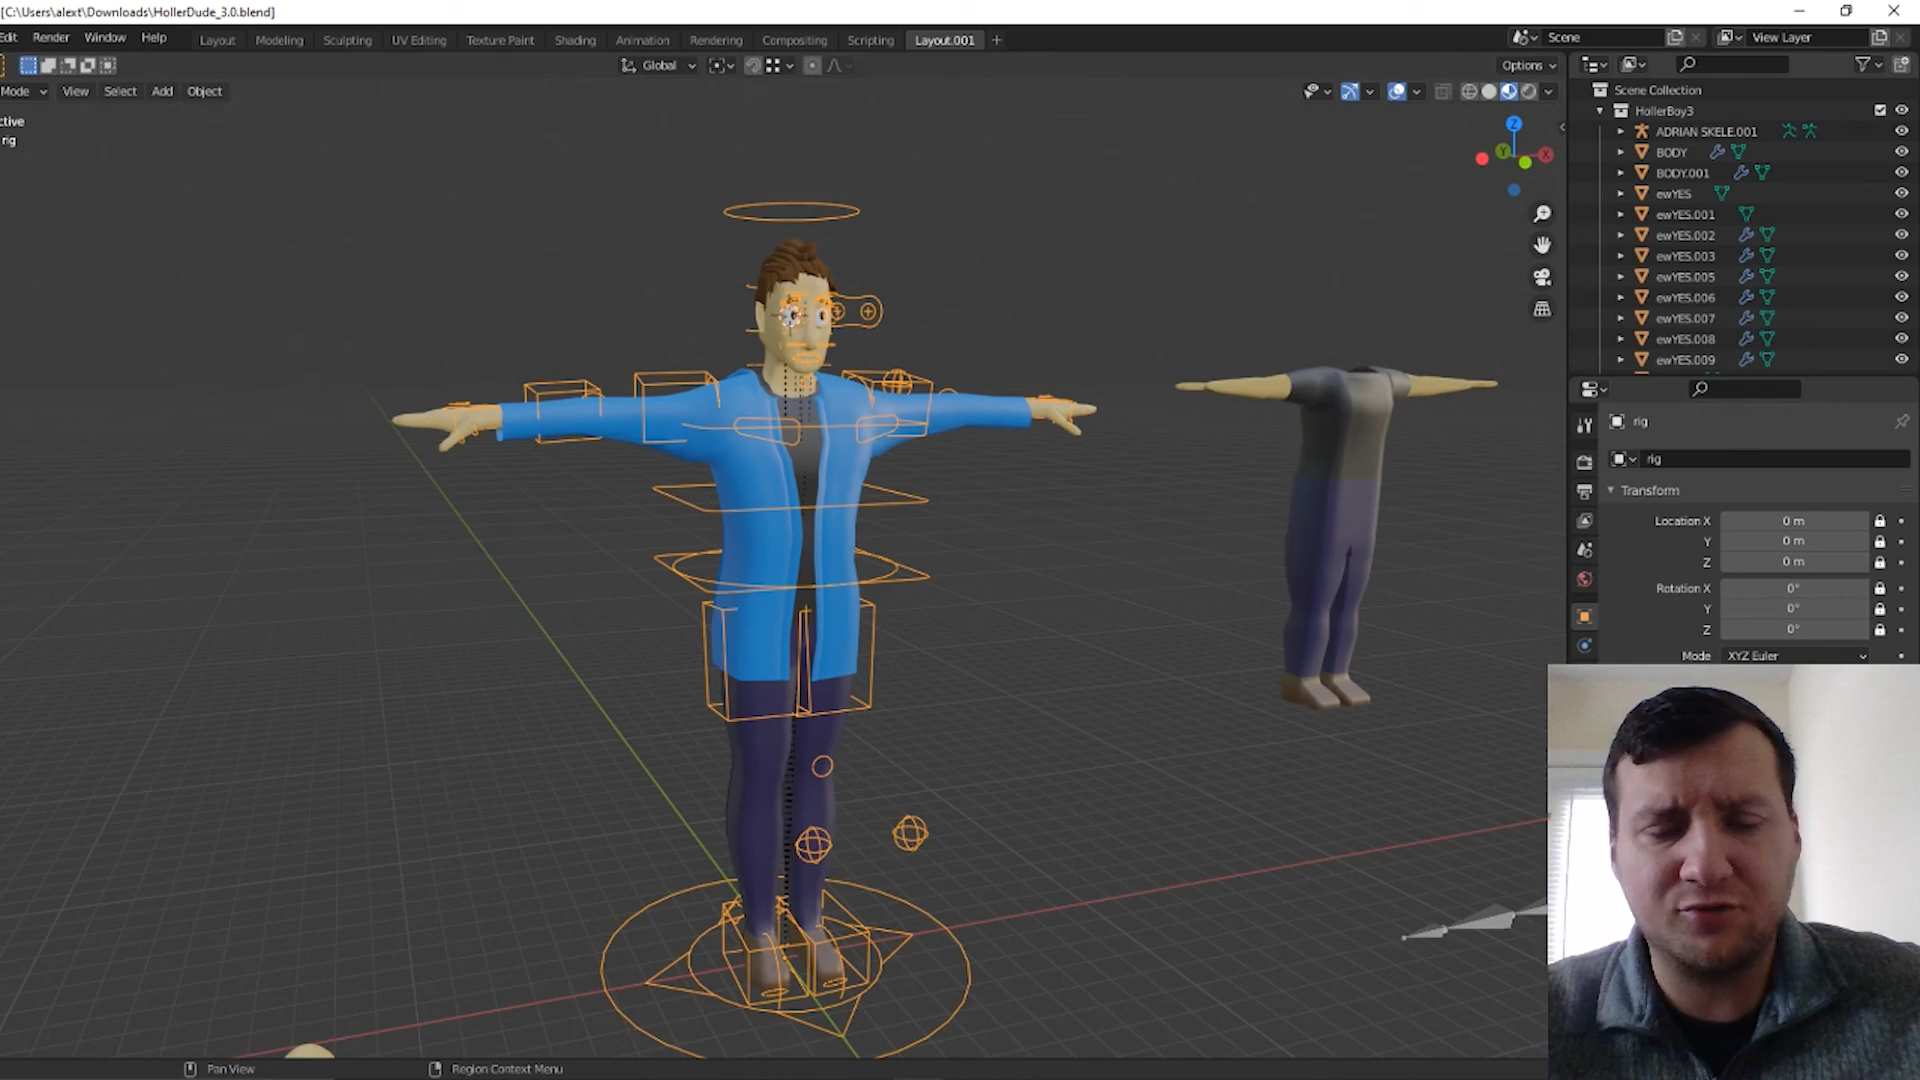 [C:\Users\alext\Downloads\HollerDude_3.0.blend]
Edit Render Window Help Layout Modeling Sculpting UV Editing Texture Paint Shading Animation Rendering Compositing Scripting Layout.001 + Scene View Layer
Global Options
Mode View Select Add Object
ctive
rig
Z
Y
X
Scene Collection
HollerBoy3
ADRIAN SKELE.001
BODY
BODY.001
ewYES
ewYES.001
ewYES.002
ewYES.003
ewYES.005
ewYES.006
ewYES.007
ewYES.008
ewYES.009
rig
rig
Transform
Location X 0 m
Y 0 m
Z 0 m
Rotation X 0°
Y 0°
Z 0°
Mode XYZ Euler
Pan View Region Context Menu